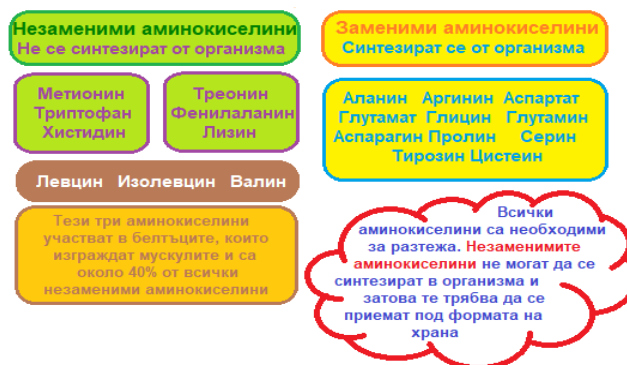 Незаменими аминокиселини
Не се синтезират от организма
Метионин
Триптофан
Хистидин
Треонин
Фенилаланин
Лизин
Левцин Изолевцин Валин
Тези три аминокиселини
участват в белтъците, които
изграждат мускулите и са
около 40% от всички
незаменими аминокиселини
Заменими аминокиселини
Синтезират се от организма
Аланин Аргинин Аспартат
Глутамат Глицин Глутамин
Аспарагин Пролин Серин
Тирозин Цистеин
Всички
аминокиселини са необходими
за разтежа. Незаменимите
аминокиселини не могат да се
синтезират в организма и
затова те трябва да се
приемат под формата на
храна